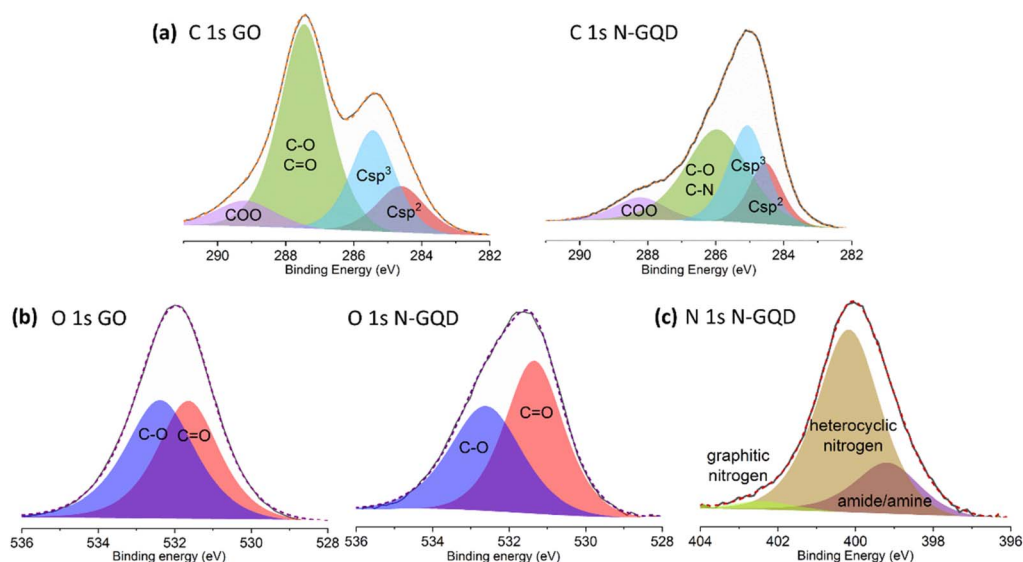 (a) C 1s GO
C 1s N-GQD
C-O
C=O
Csp³
Csp²
COO
290 288 286 284 282
Binding Energy (eV)
C-O
C-N
Csp³
Csp²
COO
290 288 286 284 282
Binding Energy (eV)
(b) O 1s GO
O 1s N-GQD
(c) N 1s N-GQD
C-O C=O
536 534 532 530 528
Binding energy (eV)
C=O
C-O
536 534 532 530 528
Binding energy (eV)
graphitic
nitrogen
heterocyclic
nitrogen
amide/amine
404 402 400 398 396
Binding Energy (eV)